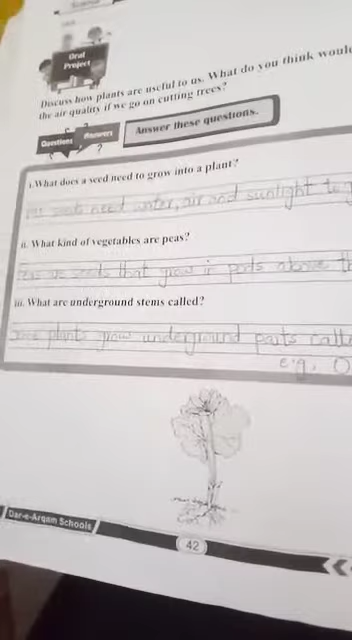 Oral
Project
Discuss how plants are useful to us. What do you think would
the air quality if we go on cutting trees?
Questions
Answers
Answer these questions.
i. What does a seed need to grow into a plant?
seeds need water, air and sunlight to
ii. What kind of vegetables are peas?
seeds that grow in pods above
iii. What are underground stems called?
Some plants grow underground parts
e.g.
Dar-e-Arqam Schools
42